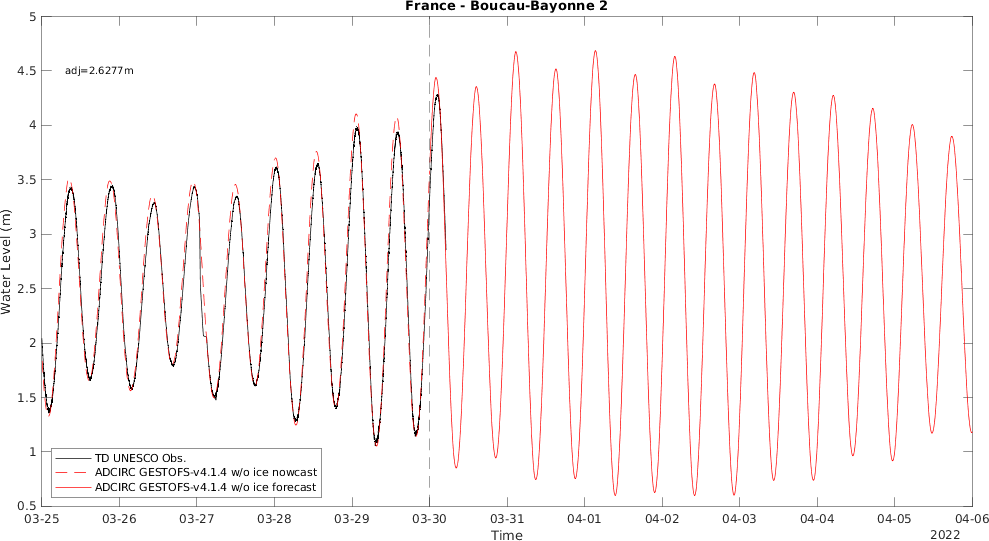 France - Boucau-Bayonne 2
adj=2.6277m
Water Level (m)
5
4.5
4
3.5
3
2.5
2
1.5
1
0.5
TD UNESCO Obs.
ADCIRC GESTOFS-v4.1.4 w/o ice nowcast
ADCIRC GESTOFS-v4.1.4 w/o ice forecast
03-25 03-26 03-27 03-28 03-29 03-30 03-31 04-01 04-02 04-03 04-04 04-05 04-06
Time
2022